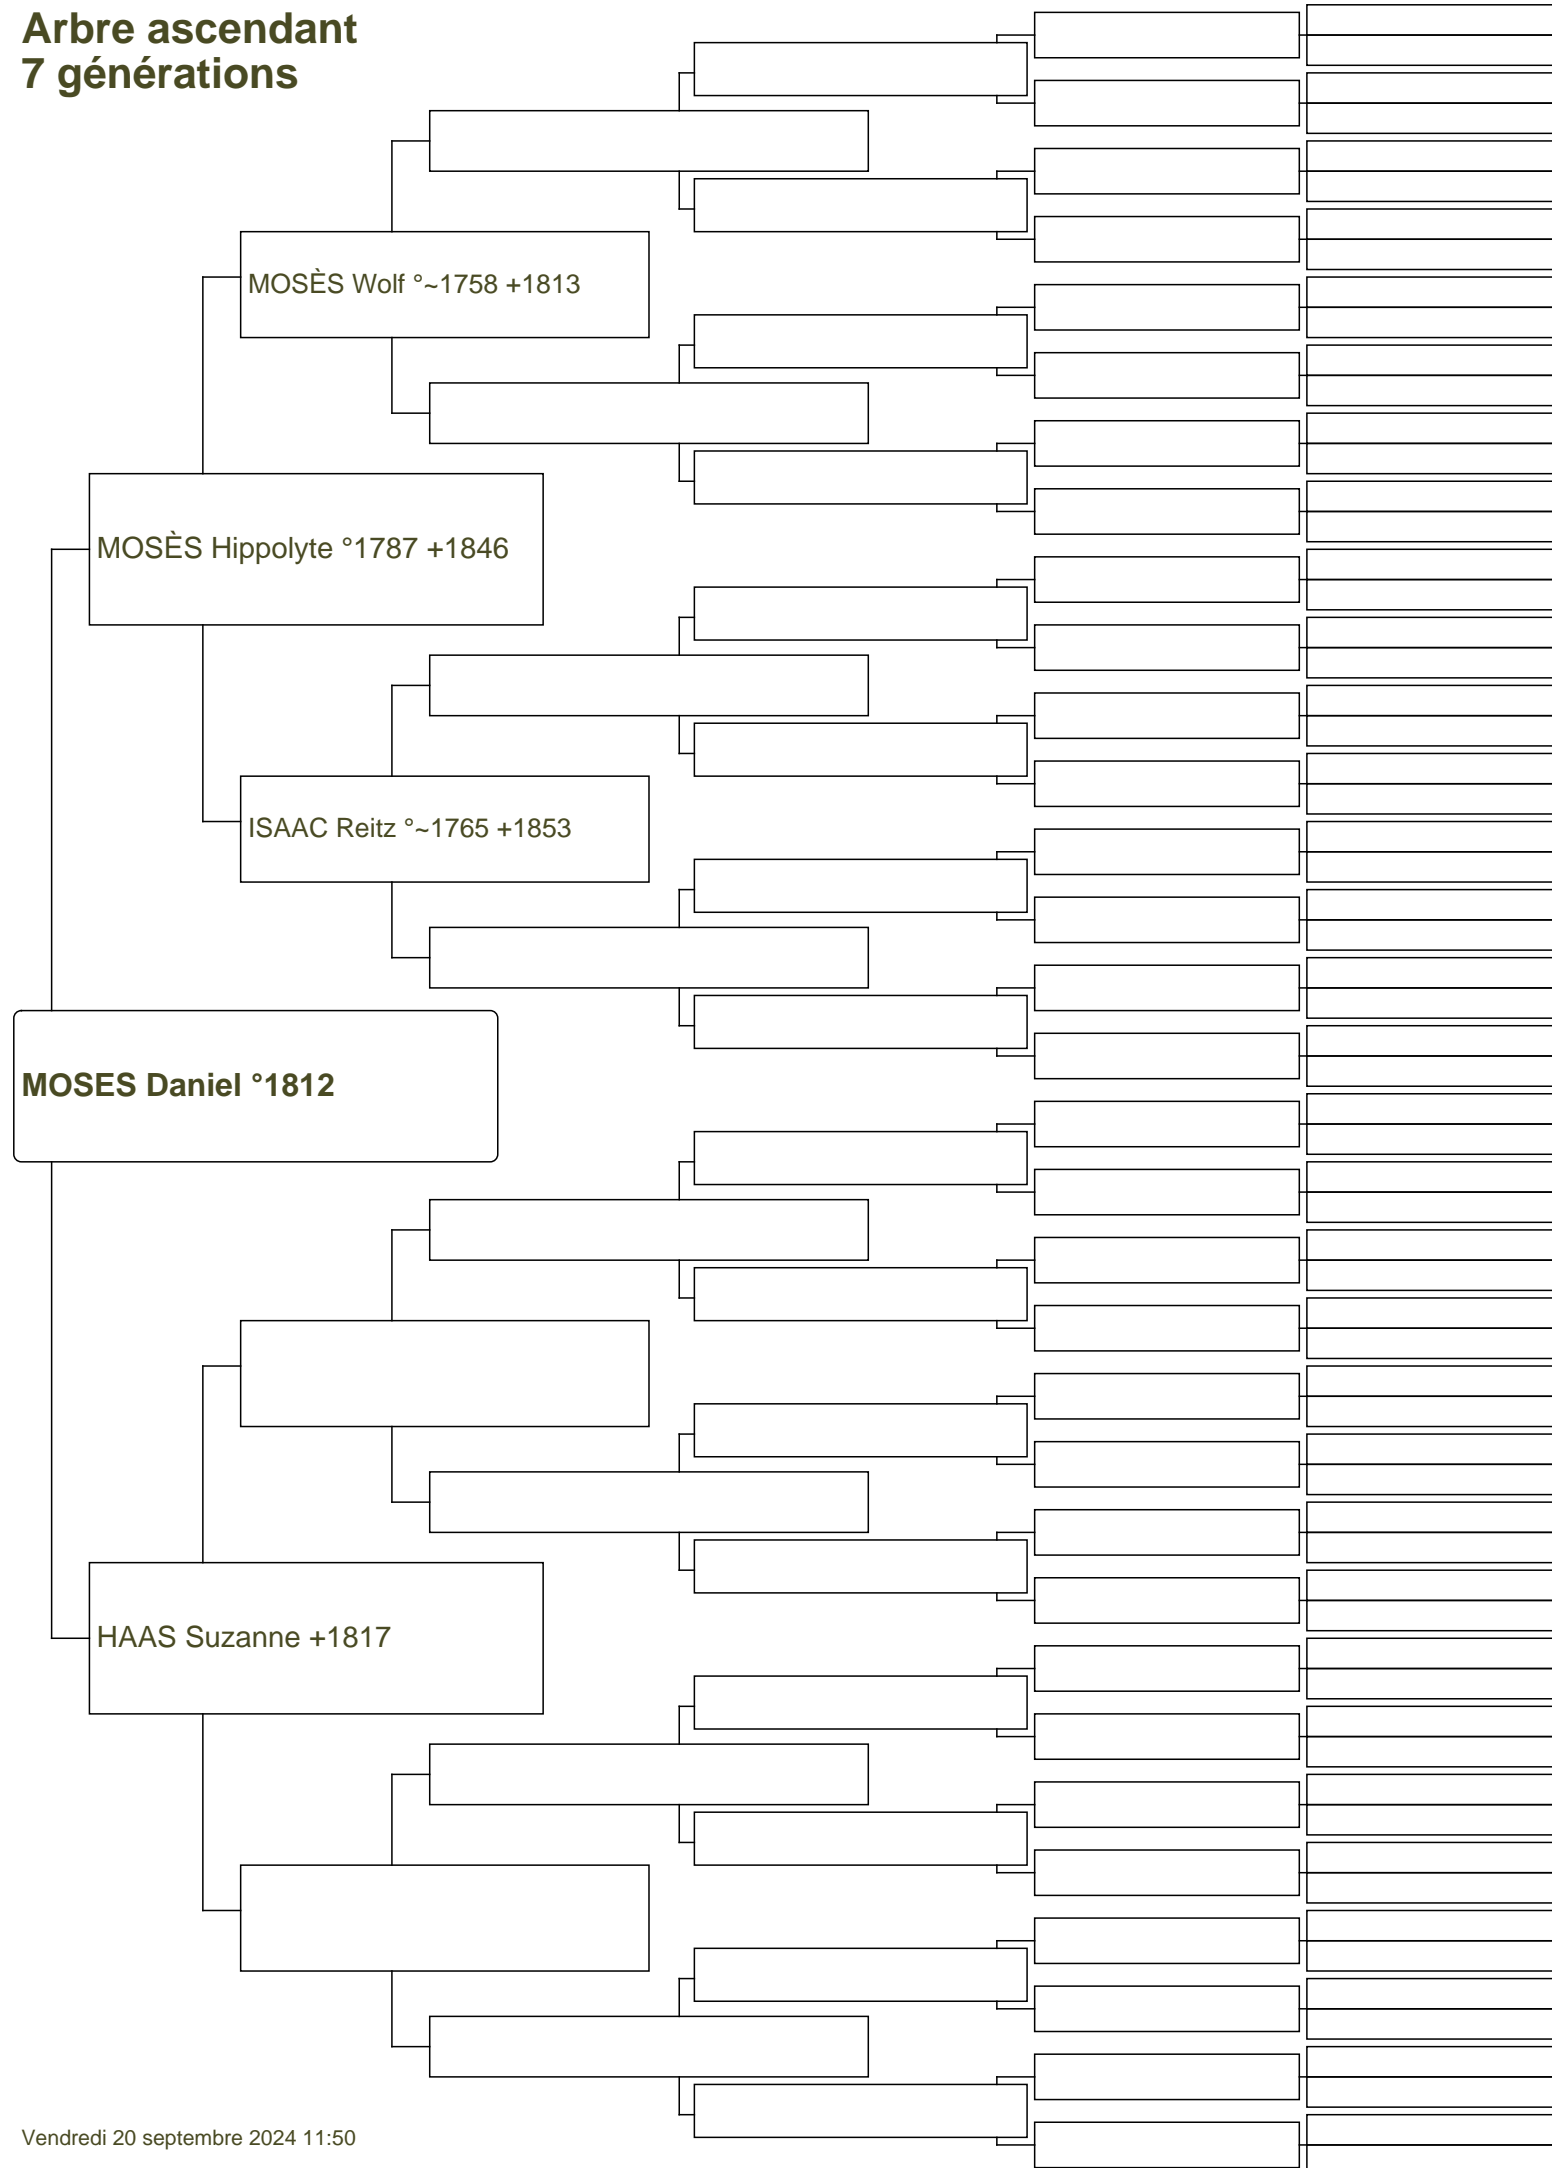 Arbre ascendant
7 générations
MOSÈS Wolf °~1758 +1813
MOSÈS Hippolyte °1787 +1846
ISAAC Reitz °~1765 +1853
MOSES Daniel °1812
HAAS Suzanne +1817
Vendredi 20 septembre 2024 11:50